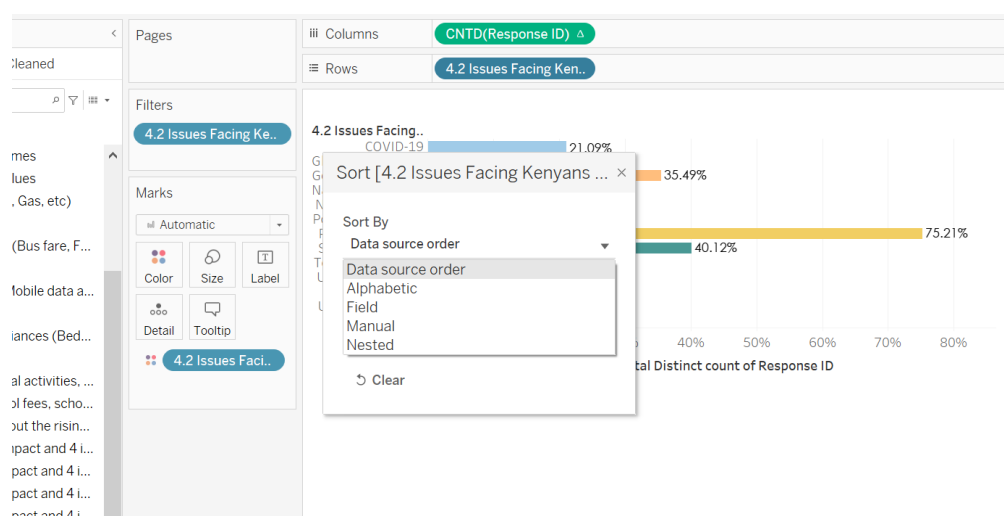 Cleaned
mes
lues
, Gas, etc)
(Bus fare, F...
Mobile data a...
iances (Bed...
al activities, ...
ol fees, scho...
out the risin...
npact and 4 i...
pact and 4 i...
pact and 4 i...
npact and 4 i...
Pages
Filters
4.2 Issues Facing Ke..
Marks
Automatic
Color
Size
Label
Detail
Tooltip
4.2 Issues Faci..
iii Columns
CNTD(Response ID) Δ
Rows
4.2 Issues Facing Ken..
4.2 Issues Facing..
COVID-19
21.09%
35.49%
75.21%
40.12%
40%
50%
60%
70%
80%
tal Distinct count of Response ID
Sort [4.2 Issues Facing Kenyans ... ×
Sort By
Data source order
Data source order
Alphabetic
Field
Manual
Nested
Clear